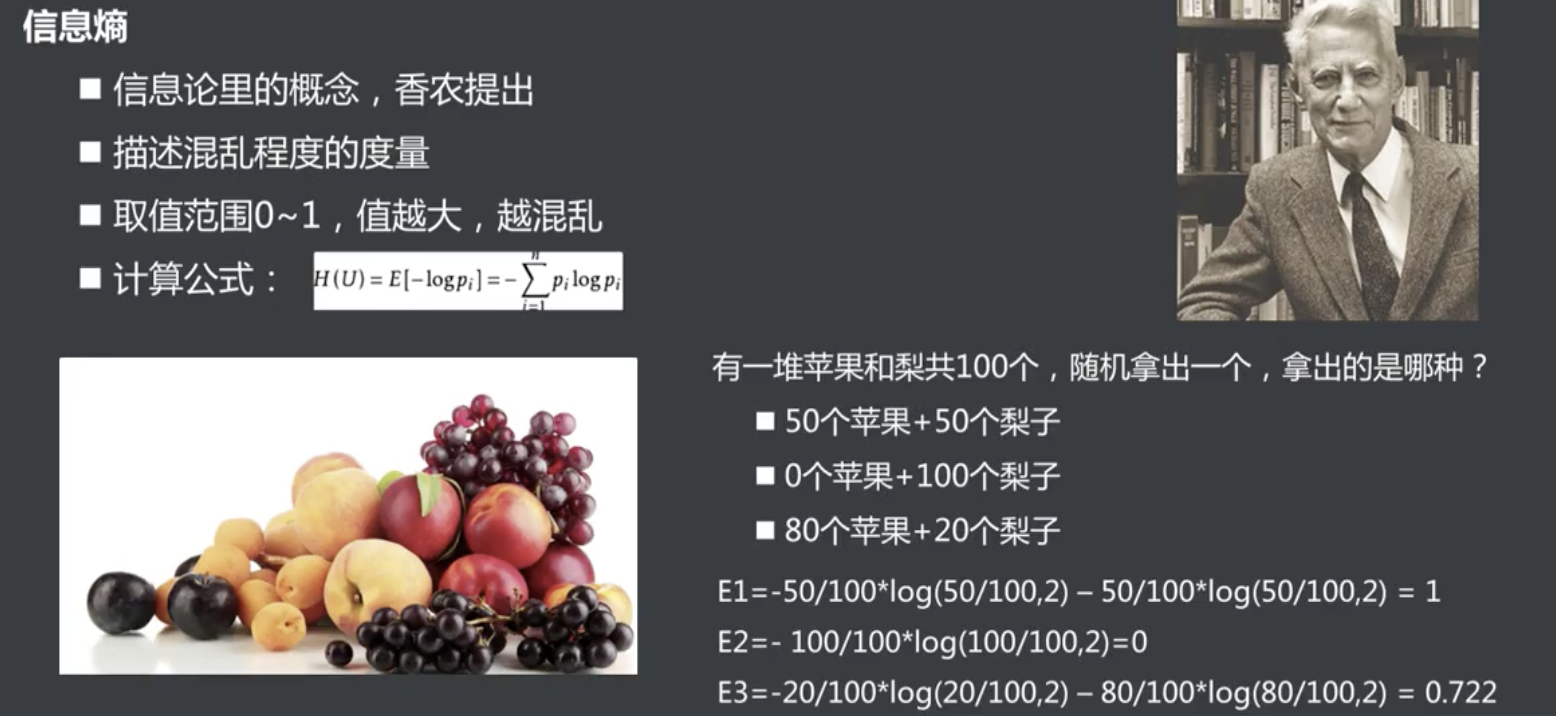 信息熵
■ 信息论里的概念，香农提出
■ 描述混乱程度的度量
■ 取值范围0~1，值越大，越混乱
■ 计算公式： H(U)=E[-log p_i]=-∑_{i=1}^{n} p_i log p_i
有一堆苹果和梨共100个，随机拿出一个，拿出的是哪种？
■ 50个苹果+50个梨子
■ 0个苹果+100个梨子
■ 80个苹果+20个梨子
E1=-50/100*log(50/100,2) – 50/100*log(50/100,2) = 1
E2=- 100/100*log(100/100,2)=0
E3=-20/100*log(20/100,2) – 80/100*log(80/100,2) = 0.722